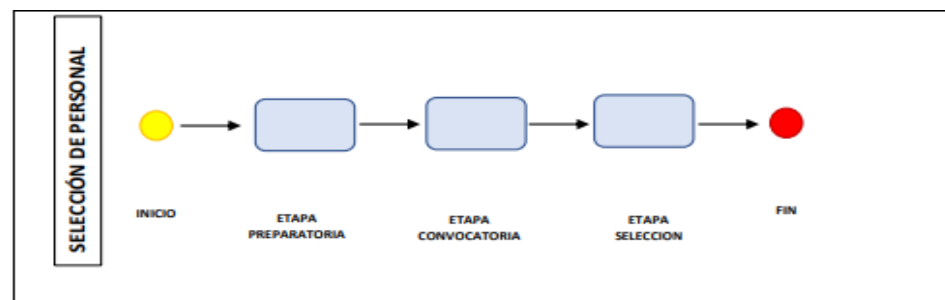 SELECCIÓN DE PERSONAL
INICIO
ETAPA
PREPARATORIA
ETAPA
CONVOCATORIA
ETAPA
SELECCION
FIN